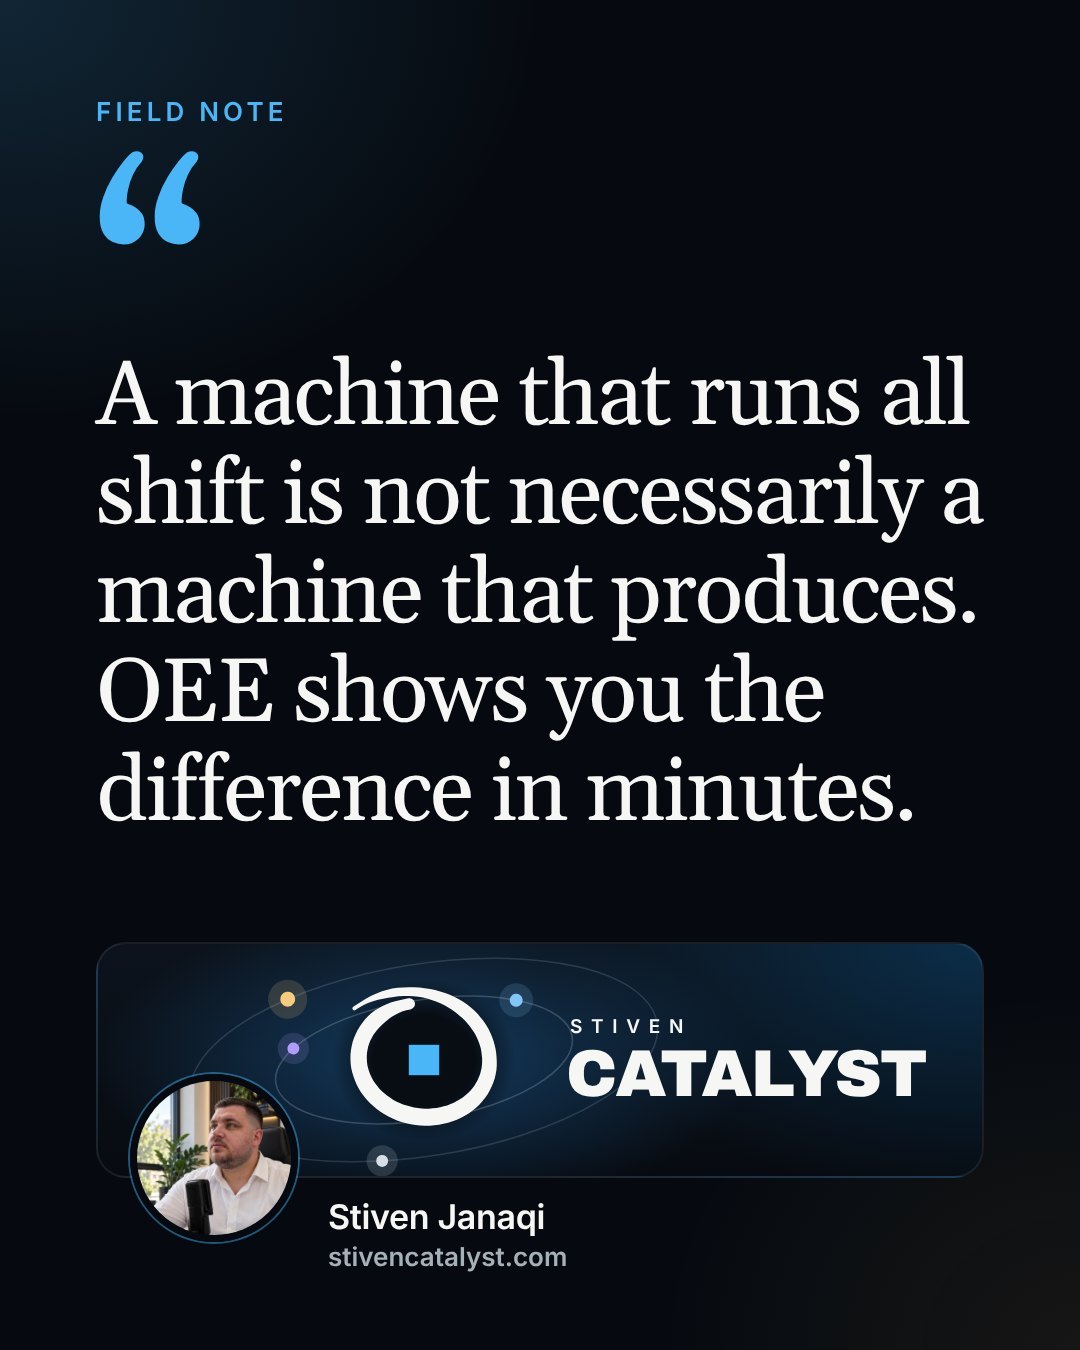 FIELD NOTE
“
A machine that runs all
shift is not necessarily a
machine that produces.
OEE shows you the
difference in minutes.
STIVEN
CATALYST
Stiven Janaqi
stivencatalyst.com